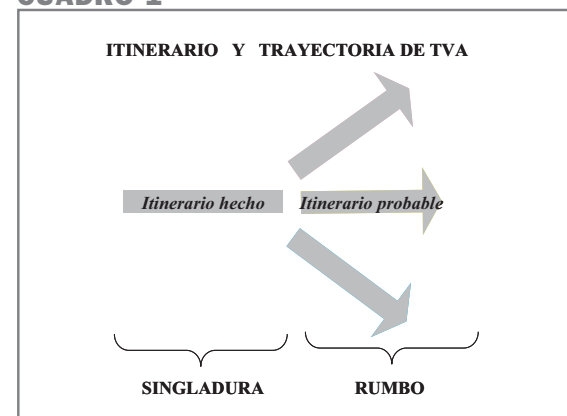 CUADRO 1
ITINERARIO Y TRAYECTORIA DE TVA
Itinerario hecho Itinerario probable
SINGLADURA RUMBO